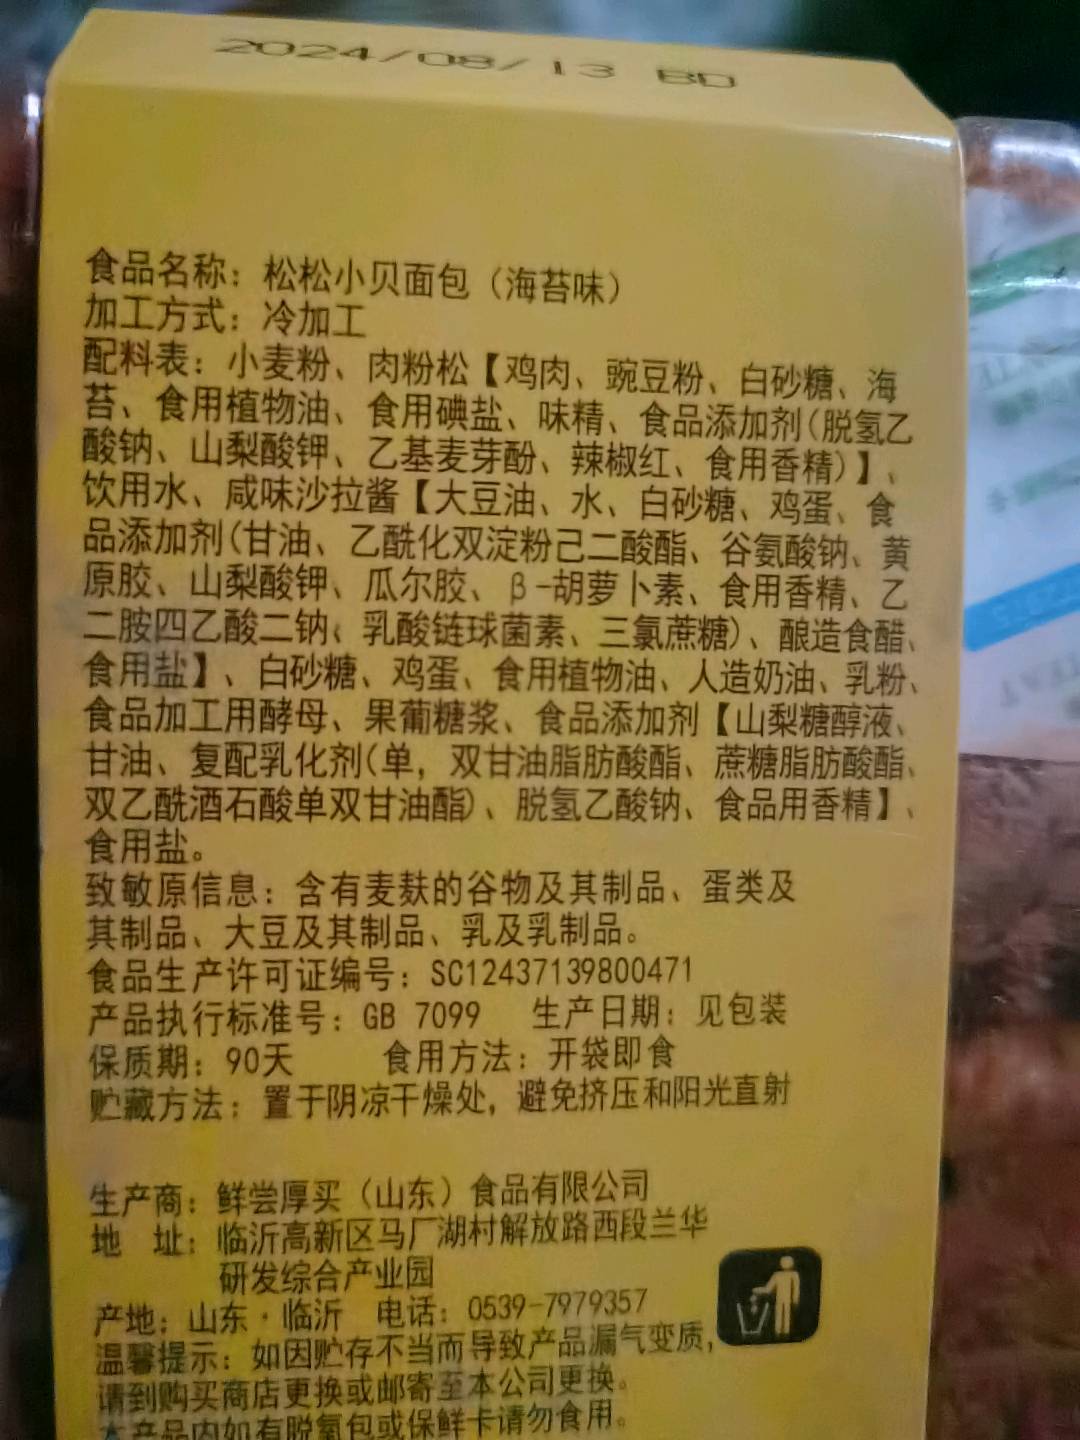 2024/08/13 BD
食品名称：松松小贝面包（海苔味）
加工方式：冷加工
配料表：小麦粉、肉粉松【鸡肉、豌豆粉、白砂糖、海
苔、食用植物油、食用碘盐、味精、食品添加剂(脱氢乙
酸钠、山梨酸钾、乙基麦芽酚、辣椒红、食用香精)】、
饮用水、咸味沙拉酱【大豆油、水、白砂糖、鸡蛋、食
品添加剂(甘油、乙酰化双淀粉己二酸酯、谷氨酸钠、黄
原胶、山梨酸钾、瓜尔胶、β-胡萝卜素、食用香精、乙
二胺四乙酸二钠、乳酸链球菌素、三氯蔗糖)、酿造食醋、
食用盐】、白砂糖、鸡蛋、食用植物油、人造奶油、乳粉、
食品加工用酵母、果葡糖浆、食品添加剂【山梨糖醇液、
甘油、复配乳化剂(单，双甘油脂肪酸酯、蔗糖脂肪酸酯、
双乙酰酒石酸单双甘油酯)、脱氢乙酸钠、食品用香精】、
食用盐。
致敏原信息：含有麦麸的谷物及其制品、蛋类及
其制品、大豆及其制品、乳及乳制品。
食品生产许可证编号：SC12437139800471
产品执行标准号：GB 7099 生产日期：见包装
保质期：90天 食用方法：开袋即食
贮藏方法：置于阴凉干燥处，避免挤压和阳光直射
生产商：鲜尝厚买（山东）食品有限公司
地 址：临沂高新区马厂湖村解放路西段兰华
研发综合产业园
产地：山东·临沂 电话：0539-7979357
温馨提示：如因贮存不当而导致产品漏气变质，
请到购买商店更换或邮寄至本公司更换。
本产品内如有脱氧包或保鲜卡请勿食用。